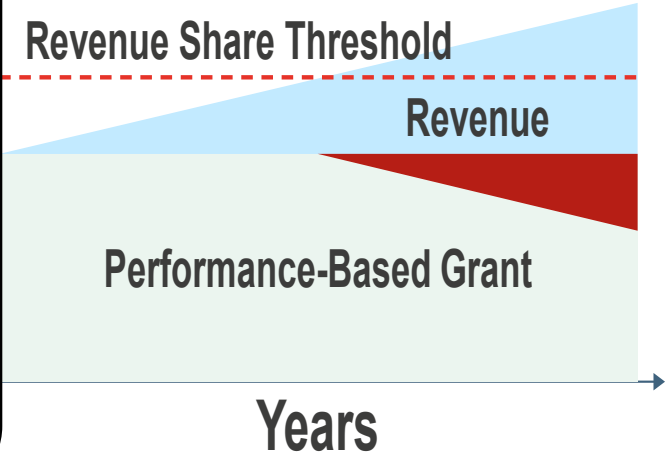 Revenue Share Threshold
Revenue
Performance-Based Grant
Years